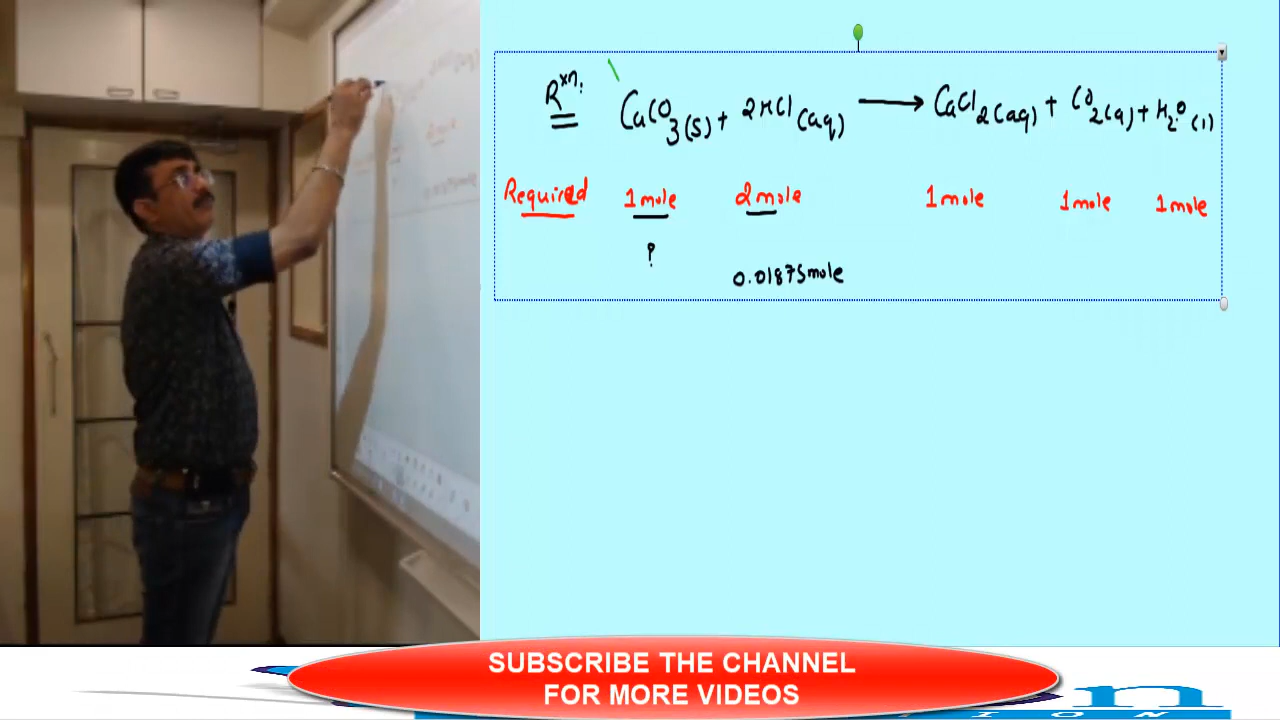 Rxn: CaCO3(s) + 2HCl(aq) ⟶ CaCl2(aq) + CO2(g) + H2O(l)
Required 1mole 2mole 1mole 1mole 1mole
?
0.01875mole
SUBSCRIBE THE CHANNEL
FOR MORE VIDEOS
I O N